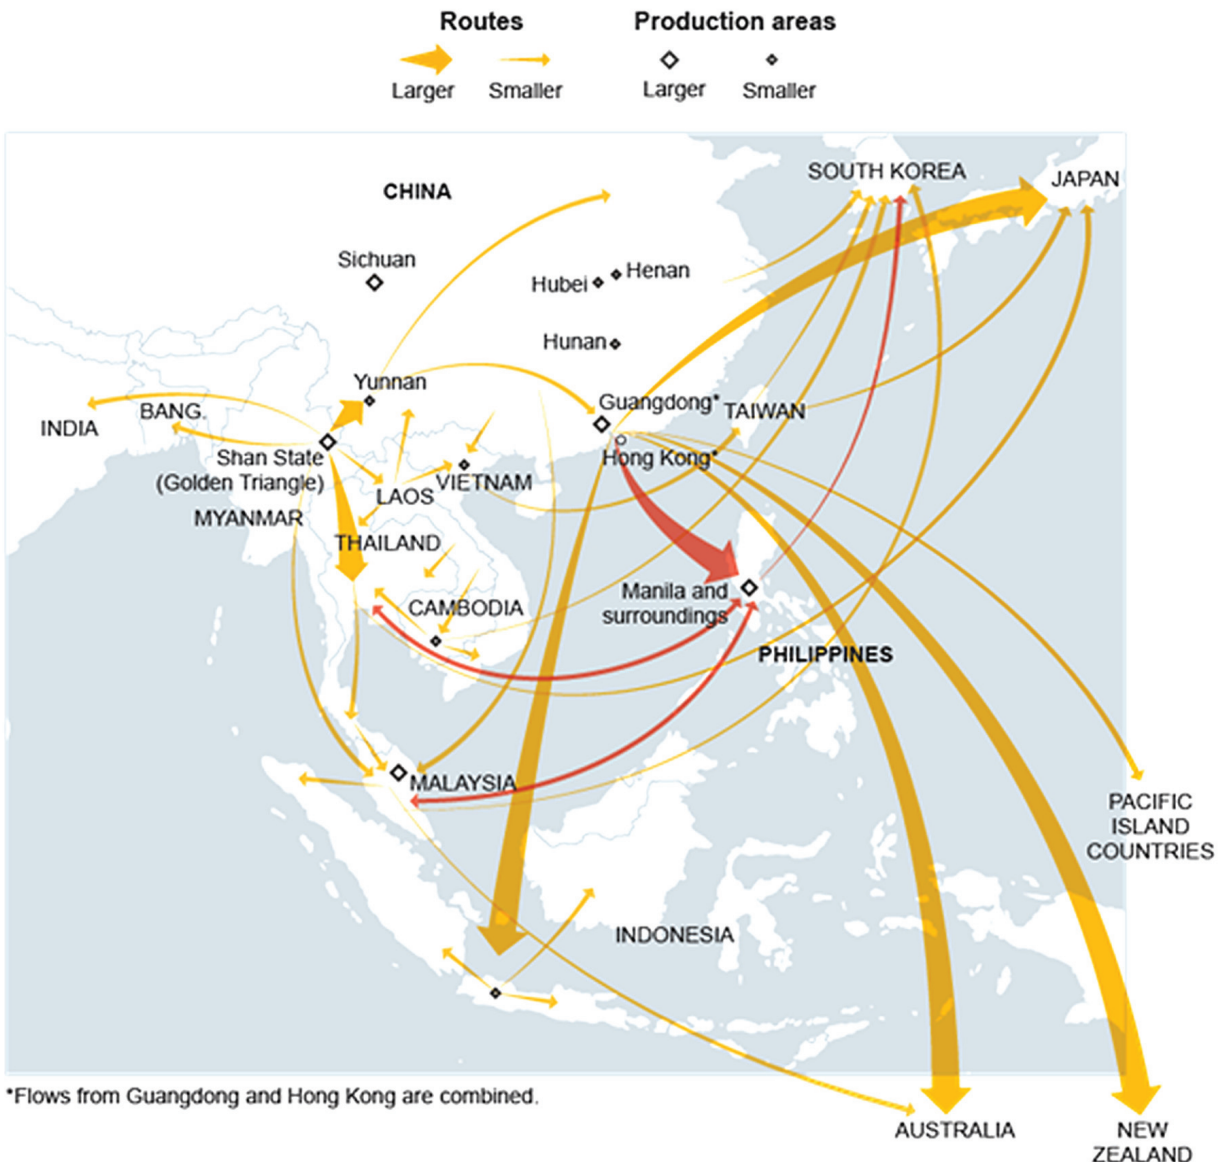 Routes
Production areas
Larger
Smaller
Larger
Smaller
SOUTH KOREA
JAPAN
CHINA
Sichuan
Henan
Hubei
Hunan
Yunnan
Guangdong*
BANG.
TAIWAN
INDIA
Hong Kong*
Shan State
(Golden Triangle)
VIETNAM
LAOS
MYANMAR
THAILAND
Manila and
surroundings
CAMBODIA
PHILIPPINES
MALAYSIA
PACIFIC
ISLAND
COUNTRIES
INDONESIA
*Flows from Guangdong and Hong Kong are combined.
AUSTRALIA
NEW
ZEALAND